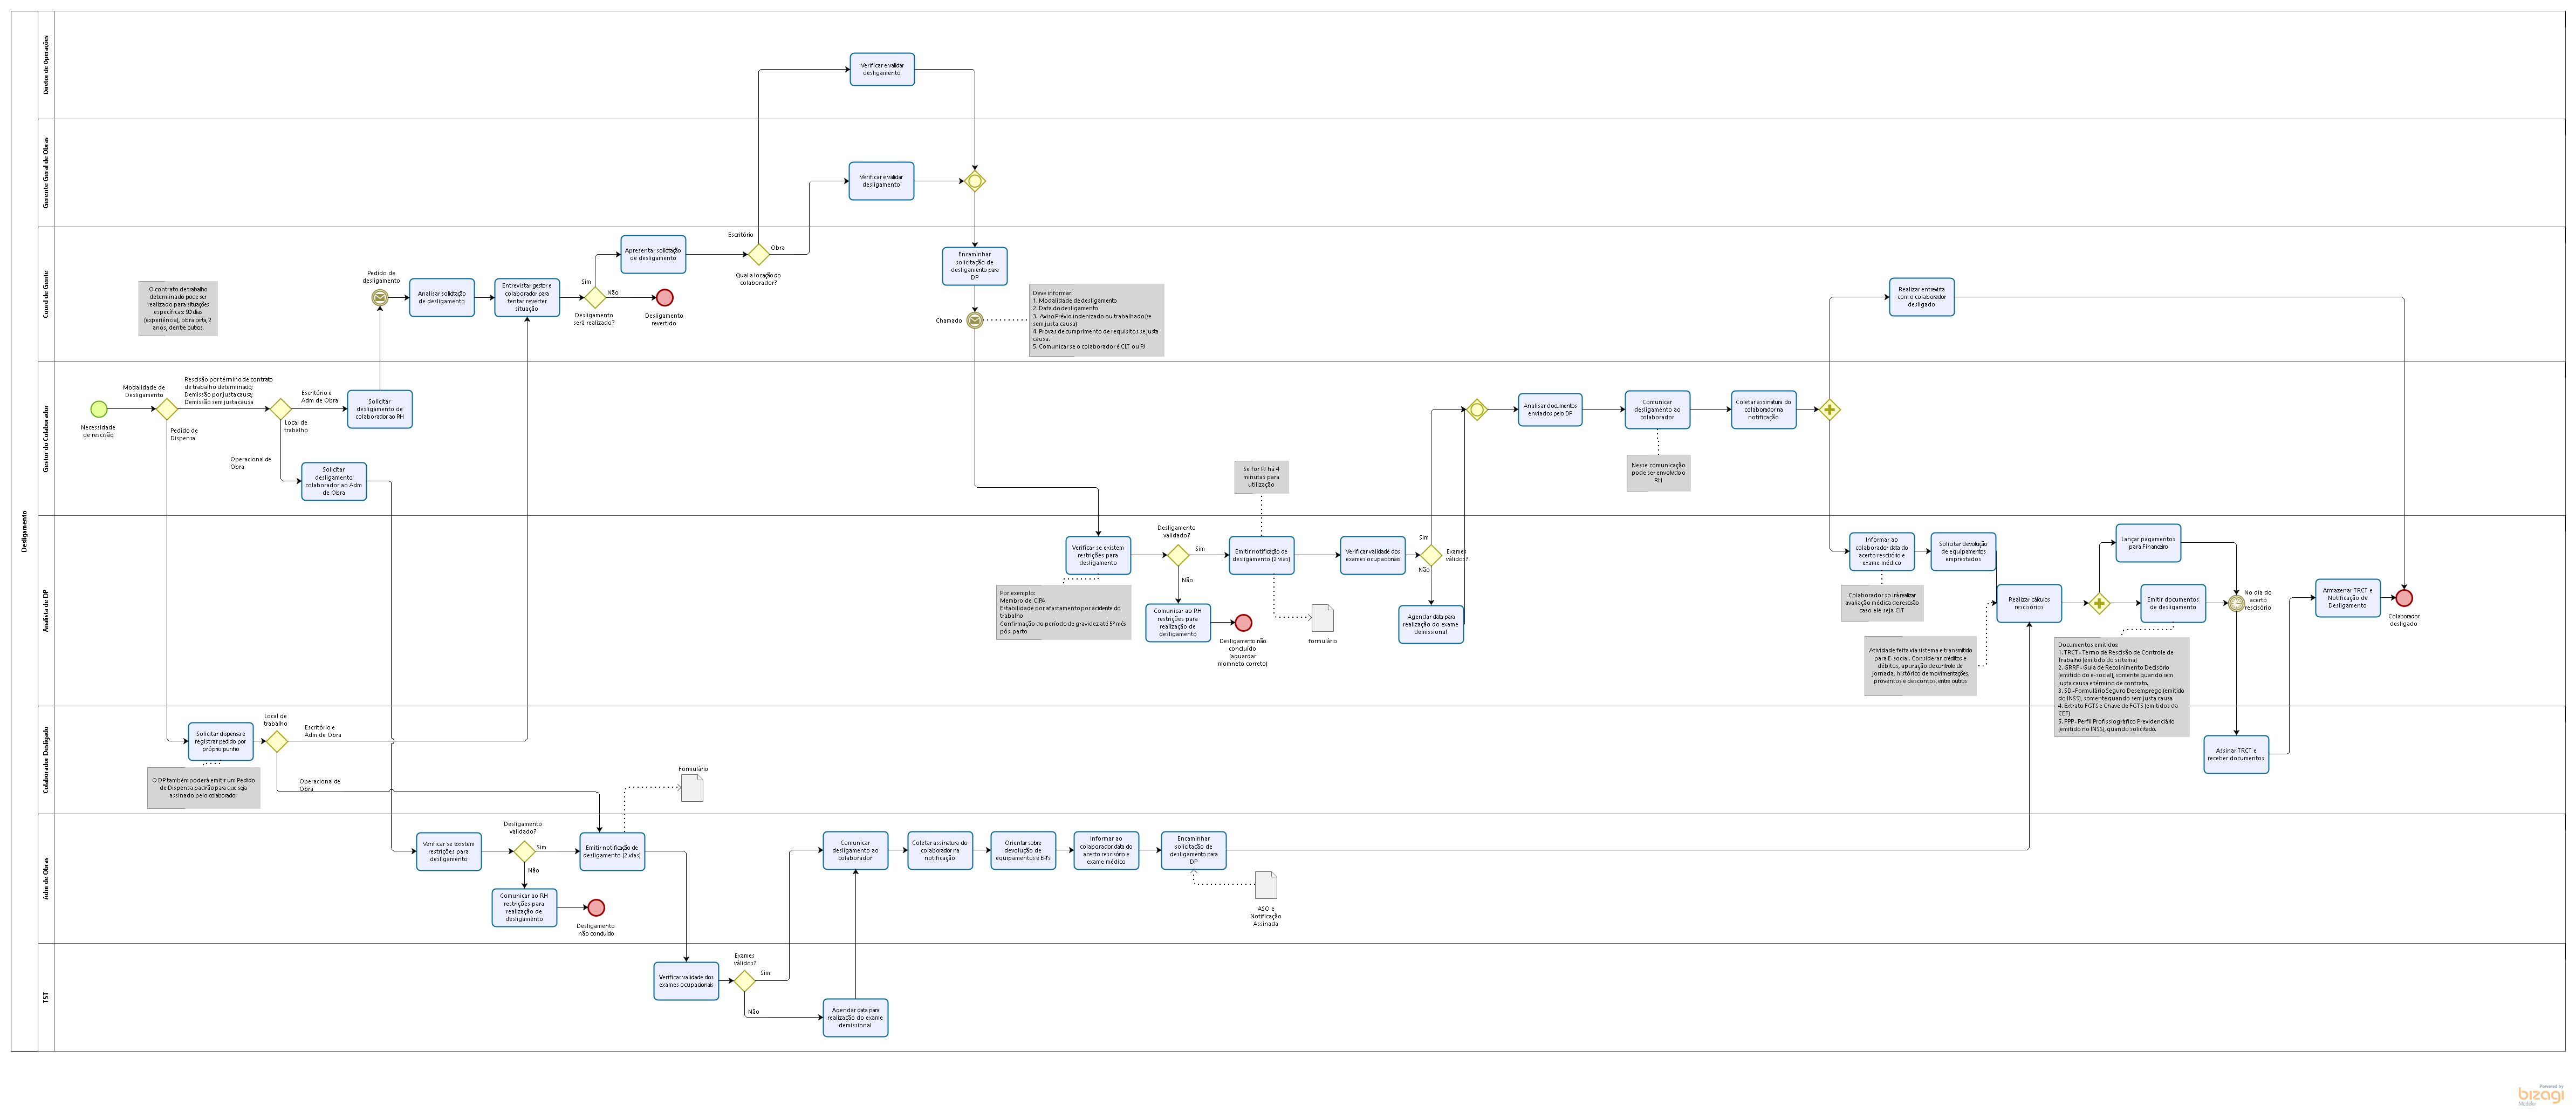 Desligamento
Diretor de Operações
Verificar e validar
desligamento
Gerente Geral de Obras
Verificar e validar
desligamento
Coord de Gente
O contrato de trabalho
determinado pode ser
realizado para situações
específicas: 90 dias
(experiência), obra certa, 2
anos, dentre outros.
Pedido de
desligamento
Analisar solicitação
de desligamento
Entrevistar gestor e
colaborador para
tentar reverter
situação
Sim
Não
Desligamento
será realizado?
Desligamento
revertido
Apresentar solicitação
de desligamento
Escritório
Obra
Qual a locação do
colaborador?
Encaminhar
solicitação de
desligamento para
DP
Chamado
Deve informar:
1. Modalidade de desligamento
2. Data do desligamento
3. Aviso Prévio indenizado ou trabalhado (se
sem justa causa)
4. Provas de cumprimento de requisitos se justa
causa.
5. Comunicar se o colaborador é CLT ou PJ
Realizar entrevista
com o colaborador
desligado
Gestor do Colaborador
Necessidade
de rescisão
Modalidade de
Desligamento
Rescisão por término de contrato
de trabalho determinado;
Demissão por justa causa;
Demissão sem justa causa
Pedido de
Dispensa
Escritório e
Adm de Obra
Local de
trabalho
Operacional de
Obra
Solicitar
desligamento de
colaborador ao RH
Solicitar
desligamento
colaborador ao Adm
de Obra
Se for PJ há 4
minutas para
utilização
Analisar documentos
enviados pelo DP
Comunicar
desligamento ao
colaborador
Nesse comunicação
pode ser envolvido o
RH
Coletar assinatura do
colaborador na
notificação
Analista de DP
Verificar se existem
restrições para
desligamento
Por exemplo:
Membro de CIPA
Estabilidade por afastamento por acidente do
trabalho
Confirmação do período de gravidez até 5º mês
pós-parto
Desligamento
validado?
Sim
Não
Comunicar ao RH
restrições para
realização de
desligamento
Desligamento não
concluído
(aguardar
momneto correto)
Emitir notificação de
desligamento (2 vias)
formulário
Verificar validade dos
exames ocupacionais
Sim
Exames
válidos?
Não
Agendar data para
realização do exame
demissional
Informar ao
colaborador data do
acerto rescisório e
exame médico
Colaborador so irá realizar
avaliação médica de rescisão
caso ele seja CLT
Solicitar devolução
de equipamentos
emprestados
Atividade feita via sistema e transmitido
para E-social. Considerar créditos e
débitos, apuração de controle de
jornada, histórico de movimentações,
proventos e descontos, entre outros
Realizar cálculos
rescisórios
Lançar pagamentos
para Financeiro
Emitir documentos
de desligamento
Documentos emitidos:
1. TRCT - Termo de Rescisão de Controle de
Trabalho (emitido do sistema)
2. GRRF - Guia de Recolhimento Decisório
(emitido do e-social), somente quando sem
justa causa e término de contrato.
3. SD -Formulário Seguro Desemprego (emitido
do INSS), somente quando sem justa causa.
4. Extrato FGTS e Chave de FGTS (emitidos da
CEF)
5. PPP - Perfil Profissiográfico Previdenciário
(emitido no INSS), quando solicitado.
No dia do
acerto
rescisório
Armazenar TRCT e
Notificação de
Desligamento
Colaborador
desligado
Colaborador Desligado
Solicitar dispensa e
registrar pedido por
próprio punho
O DP também poderá emitir um Pedido
de Dispensa padrão para que seja
assinado pelo colaborador
Local de
trabalho
Escritório e
Adm de Obra
Operacional de
Obra
Formulário
Assinar TRCT e
receber documentos
Adm de Obras
Verificar se existem
restrições para
desligamento
Desligamento
validado?
Sim
Não
Comunicar ao RH
restrições para
realização de
desligamento
Desligamento
não concluído
Emitir notificação de
desligamento (2 vias)
Comunicar
desligamento ao
colaborador
Coletar assinatura do
colaborador na
notificação
Orientar sobre
devolução de
equipamentos e EPI's
Informar ao
colaborador data do
acerto rescisório e
exame médico
Encaminhar
solicitação de
desligamento para
DP
ASO e
Notificação
Assinada
TST
Verificar validade dos
exames ocupacionais
Exames
válidos?
Sim
Não
Agendar data para
realização do exame
demissional
Powered by
bizagi
Modeler